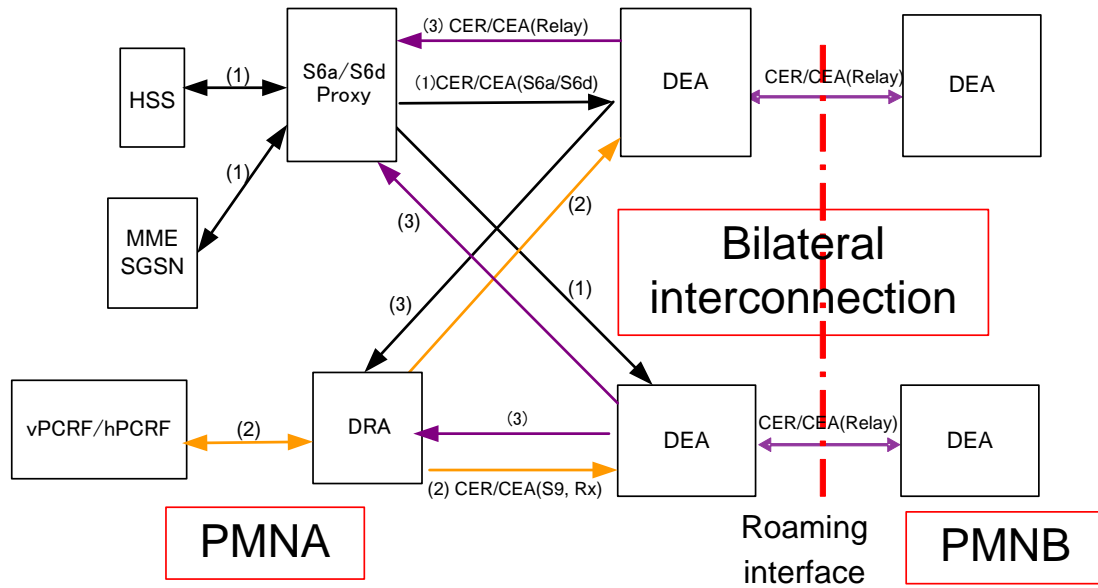 (3) CER/CEA(Relay)
HSS
(1)
S6a/S6d
Proxy
(1)CER/CEA(S6a/S6d)
DEA
CER/CEA(Relay)
DEA
(1)
MME
SGSN
(3)
(2)
Bilateral
interconnection
(3)
(1)
vPCRF/hPCRF
(2)
DRA
(3)
DEA
CER/CEA(Relay)
DEA
(2) CER/CEA(S9, Rx)
PMNA
Roaming
interface
PMNB